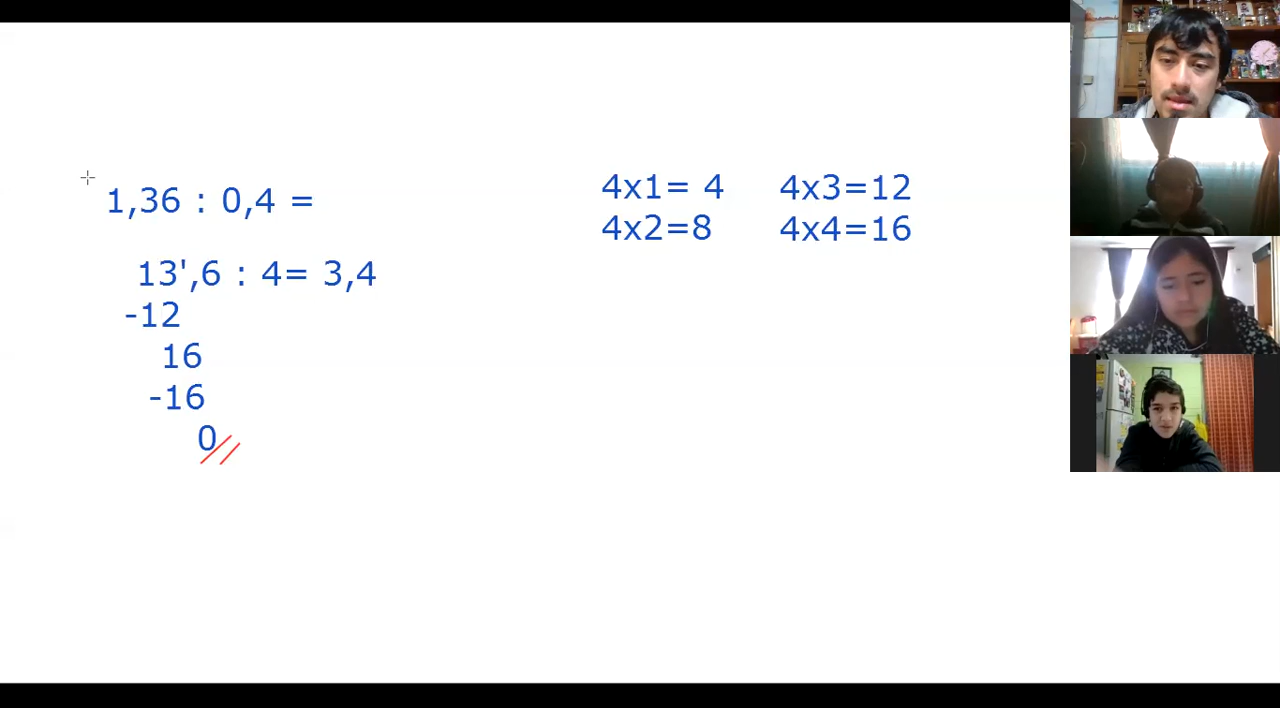 1,36 : 0,4 =
13',6 : 4= 3,4
-12
16
-16
0
4x1= 4
4x2=8
4x3=12
4x4=16